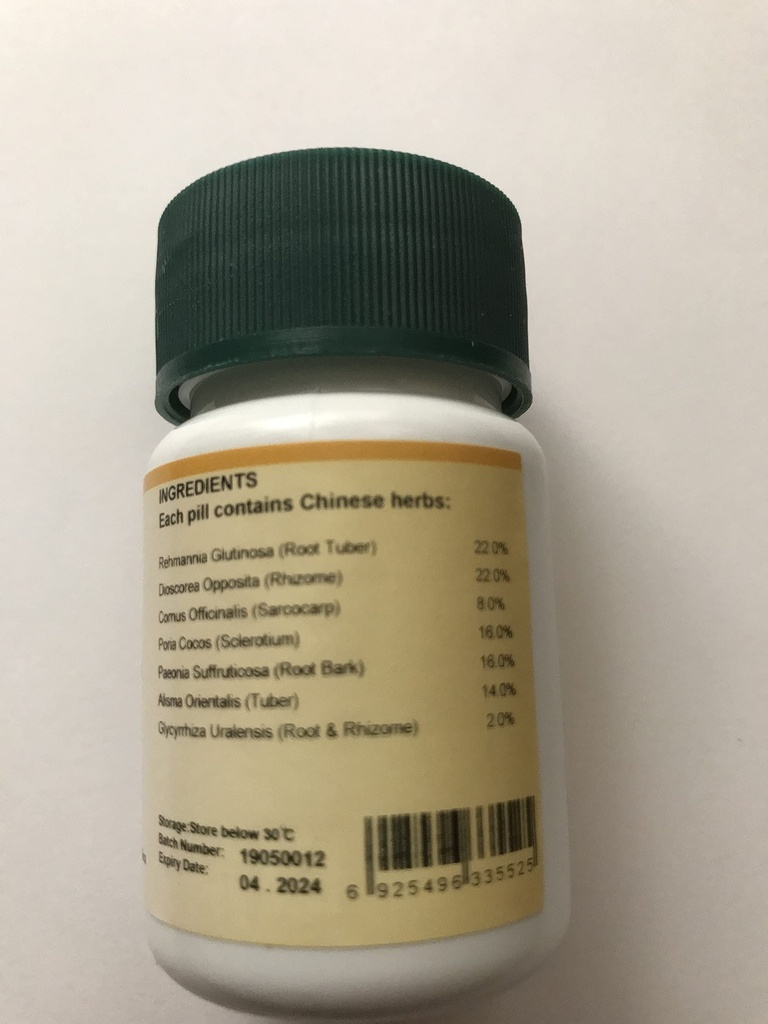 INGREDIENTS
Each pill contains Chinese herbs:
Rehmannia Glutinosa (Root Tuber) 22.0%
Dioscorea Opposita (Rhizome) 22.0%
Cornus Officinalis (Sarcocarp) 8.0%
Poria Cocos (Sclerotium) 16.0%
Paeonia Suffruticosa (Root Bark) 16.0%
Alisma Orientalis (Tuber) 14.0%
Glycyrrhiza Uralensis (Root & Rhizome) 2.0%
Storage:Store below 30℃
Batch Number: 19050012
Expiry Date: 04 . 2024
6 925496 335525